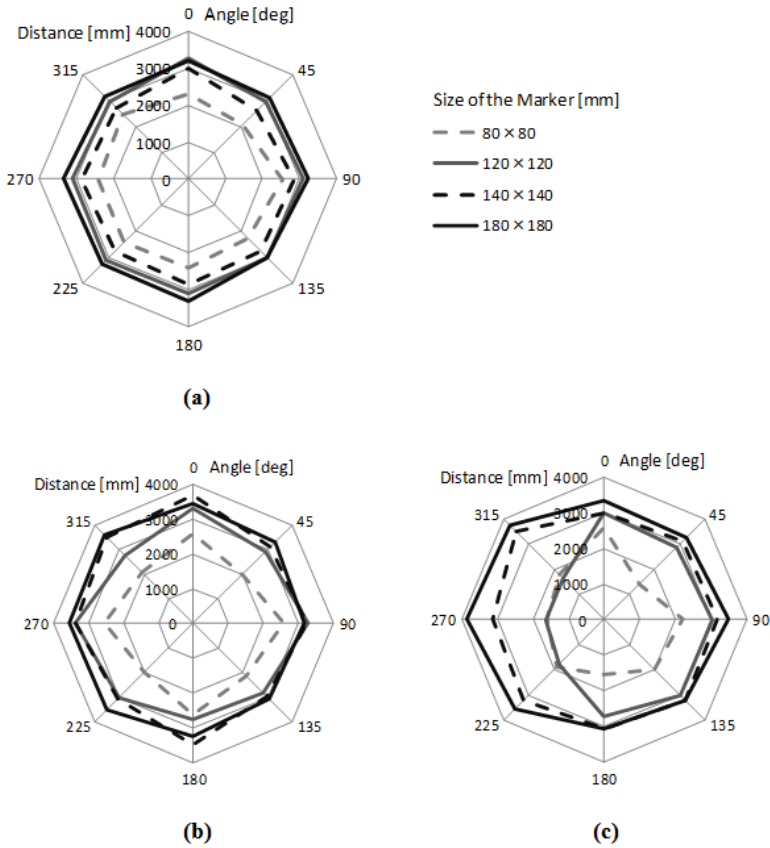 0 Angle [deg]
Distance [mm] 4000
315 45
3000
2000
1000
270 0 90
225 135
180
(a)
Size of the Marker [mm]
80×80
120×120
140×140
180×180
0 Angle [deg]
Distance [mm] 4000
315 45
3000
2000
1000
270 0 90
225 135
180
(b)
0 Angle [deg]
Distance [mm] 4000
315 45
3000
2000
1000
270 0 90
225 135
180
(c)